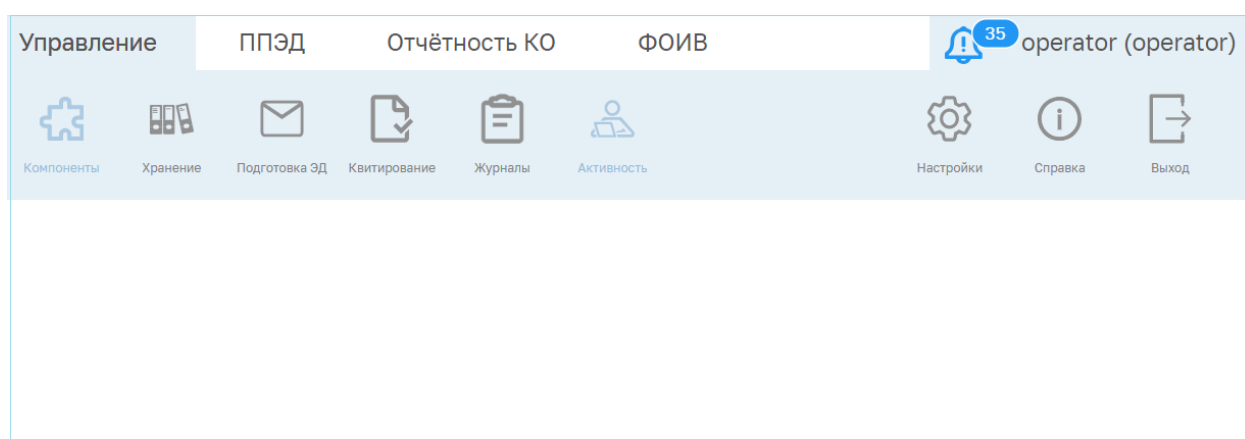 Управление ППЭД Отчётность КО ФОИВ 35 operator (operator)
Компоненты Хранение Подготовка ЭД Квитирование Журналы Активность Настройки Справка Выход